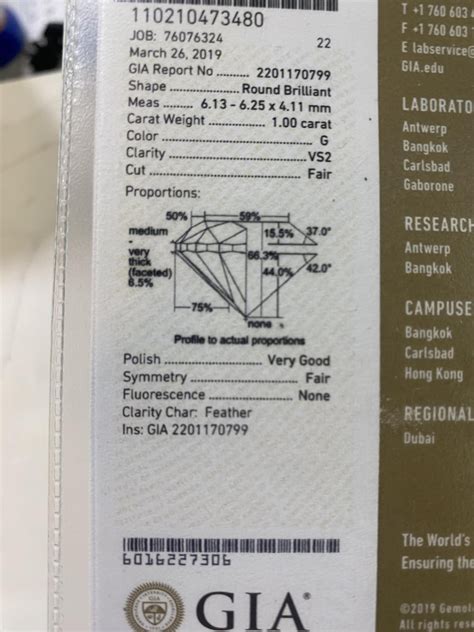 110210473480
JOB: 76076324 22
March 26, 2019
GIA Report No ........... 2201170799
Shape ................ Round Brilliant
Meas ...... 6.13 - 6.25 x 4.11 mm
Carat Weight ................. 1.00 carat
Color ....................................... G
Clarity ................................... VS2
Cut ........................................ Fair
Proportions:
50% 59%
medium 15.5% 37.0°
-
very thick (faceted)
6.5%
66.3%
44.0% 42.0°
75%
none
Profile to actual proportions
Polish ....................... Very Good
Symmetry ........................ Fair
Fluorescence .................. None
Clarity Char: Feather
Ins: GIA 2201170799
6016227306
GIA®
T +1 760 603
F +1 760 603
E labservice@
GIA.edu
LABORATO
Antwerp
Bangkok
Carlsbad
Gaborone
RESEARCH
Antwerp
Bangkok
CAMPUSE
Bangkok
Carlsbad
Hong Kong
REGIONAL
Dubai
The World's
Ensuring the
©2019 Gemolo
All rights rese